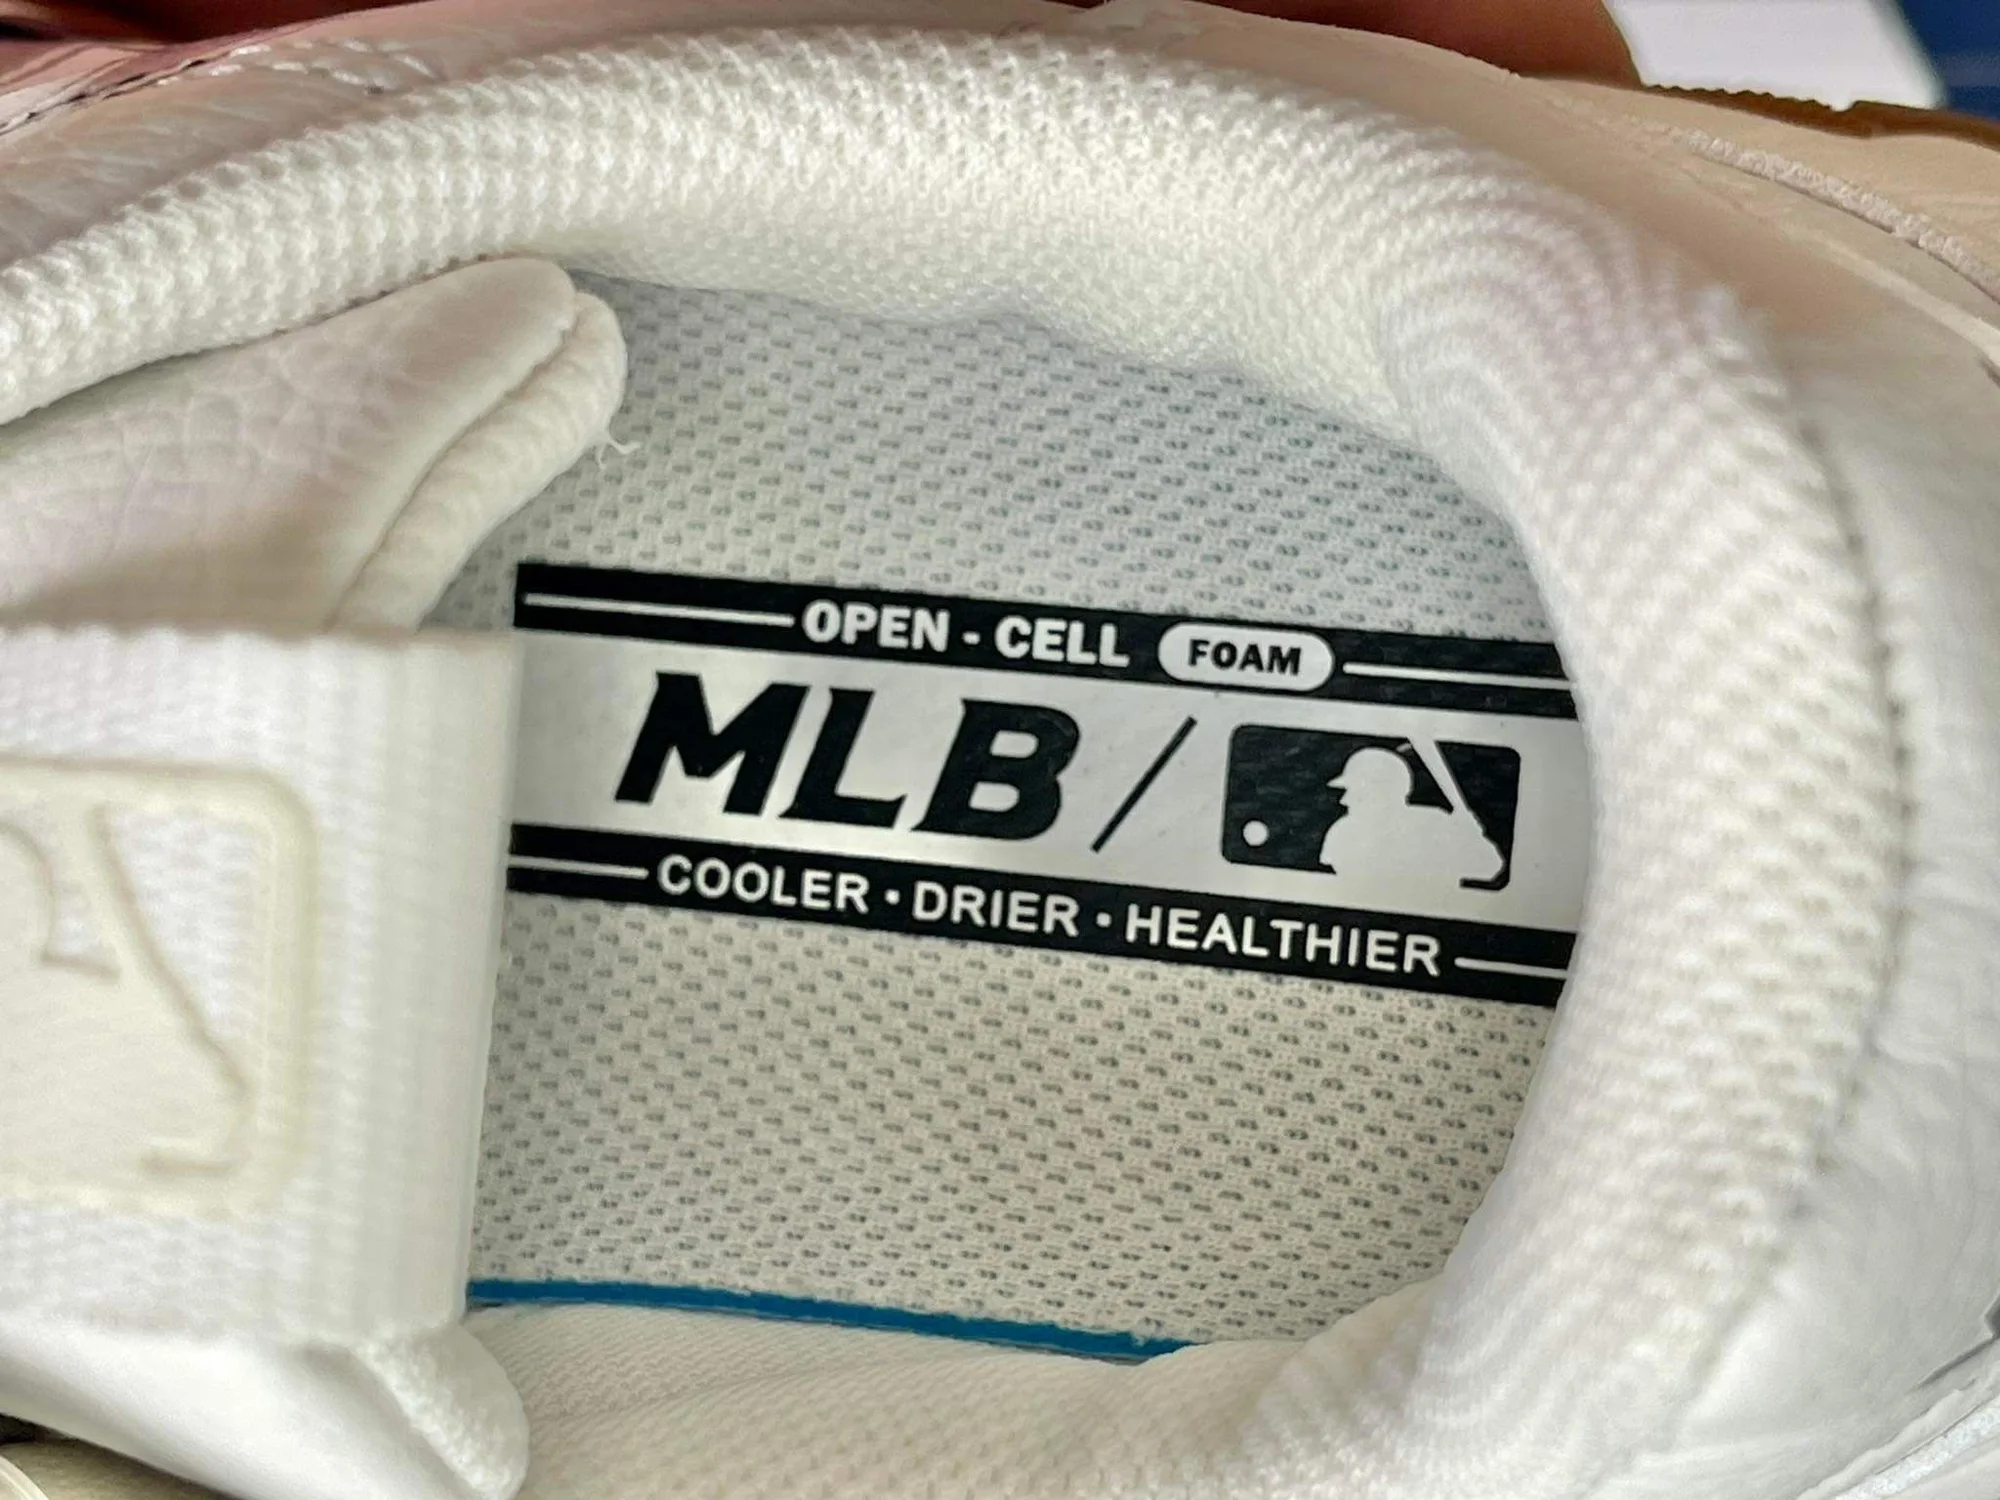 OPEN - CELL FOAM
MLB /
COOLER • DRIER • HEALTHIER